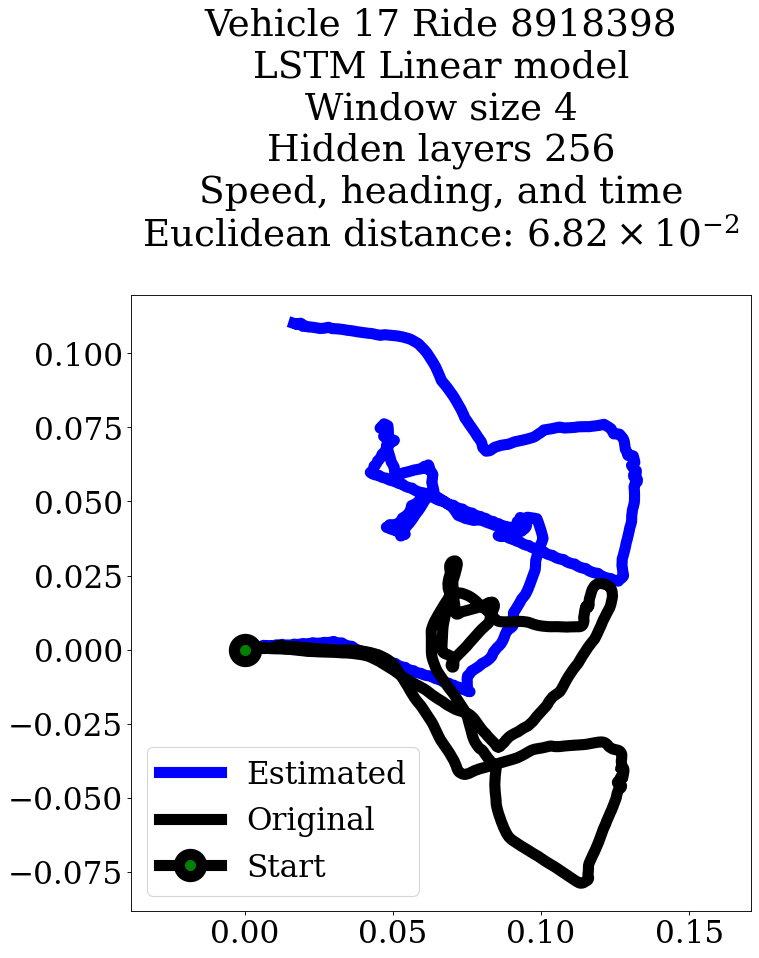 Vehicle 17 Ride 8918398
LSTM Linear model
Window size 4
Hidden layers 256
Speed, heading, and time
Euclidean distance: 6.82 × 10⁻²
0.100
0.075
0.050
0.025
0.000
−0.025
−0.050
−0.075
Estimated
Original
Start
0.00 0.05 0.10 0.15